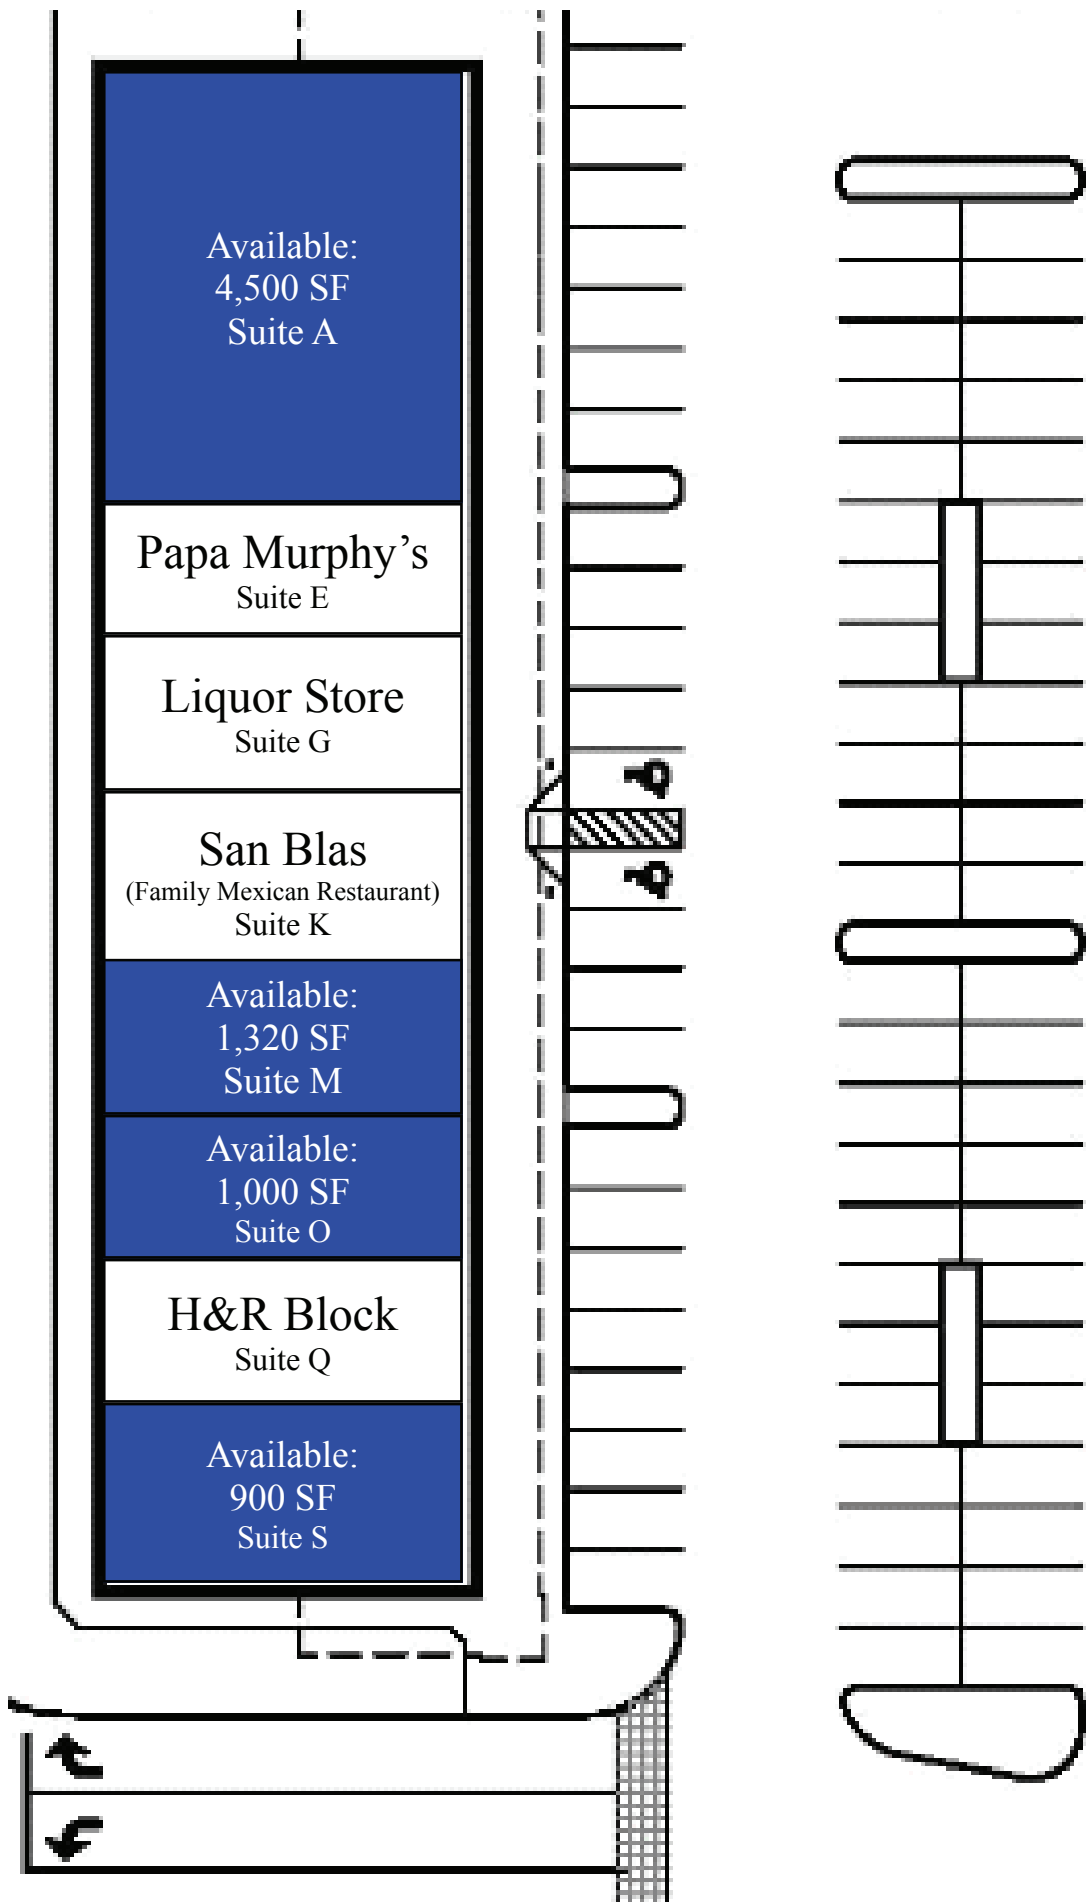 Available:
4,500 SF
Suite A
Papa Murphy’s
Suite E
Liquor Store
Suite G
San Blas
(Family Mexican Restaurant)
Suite K
Available:
1,320 SF
Suite M
Available:
1,000 SF
Suite O
H&R Block
Suite Q
Available:
900 SF
Suite S